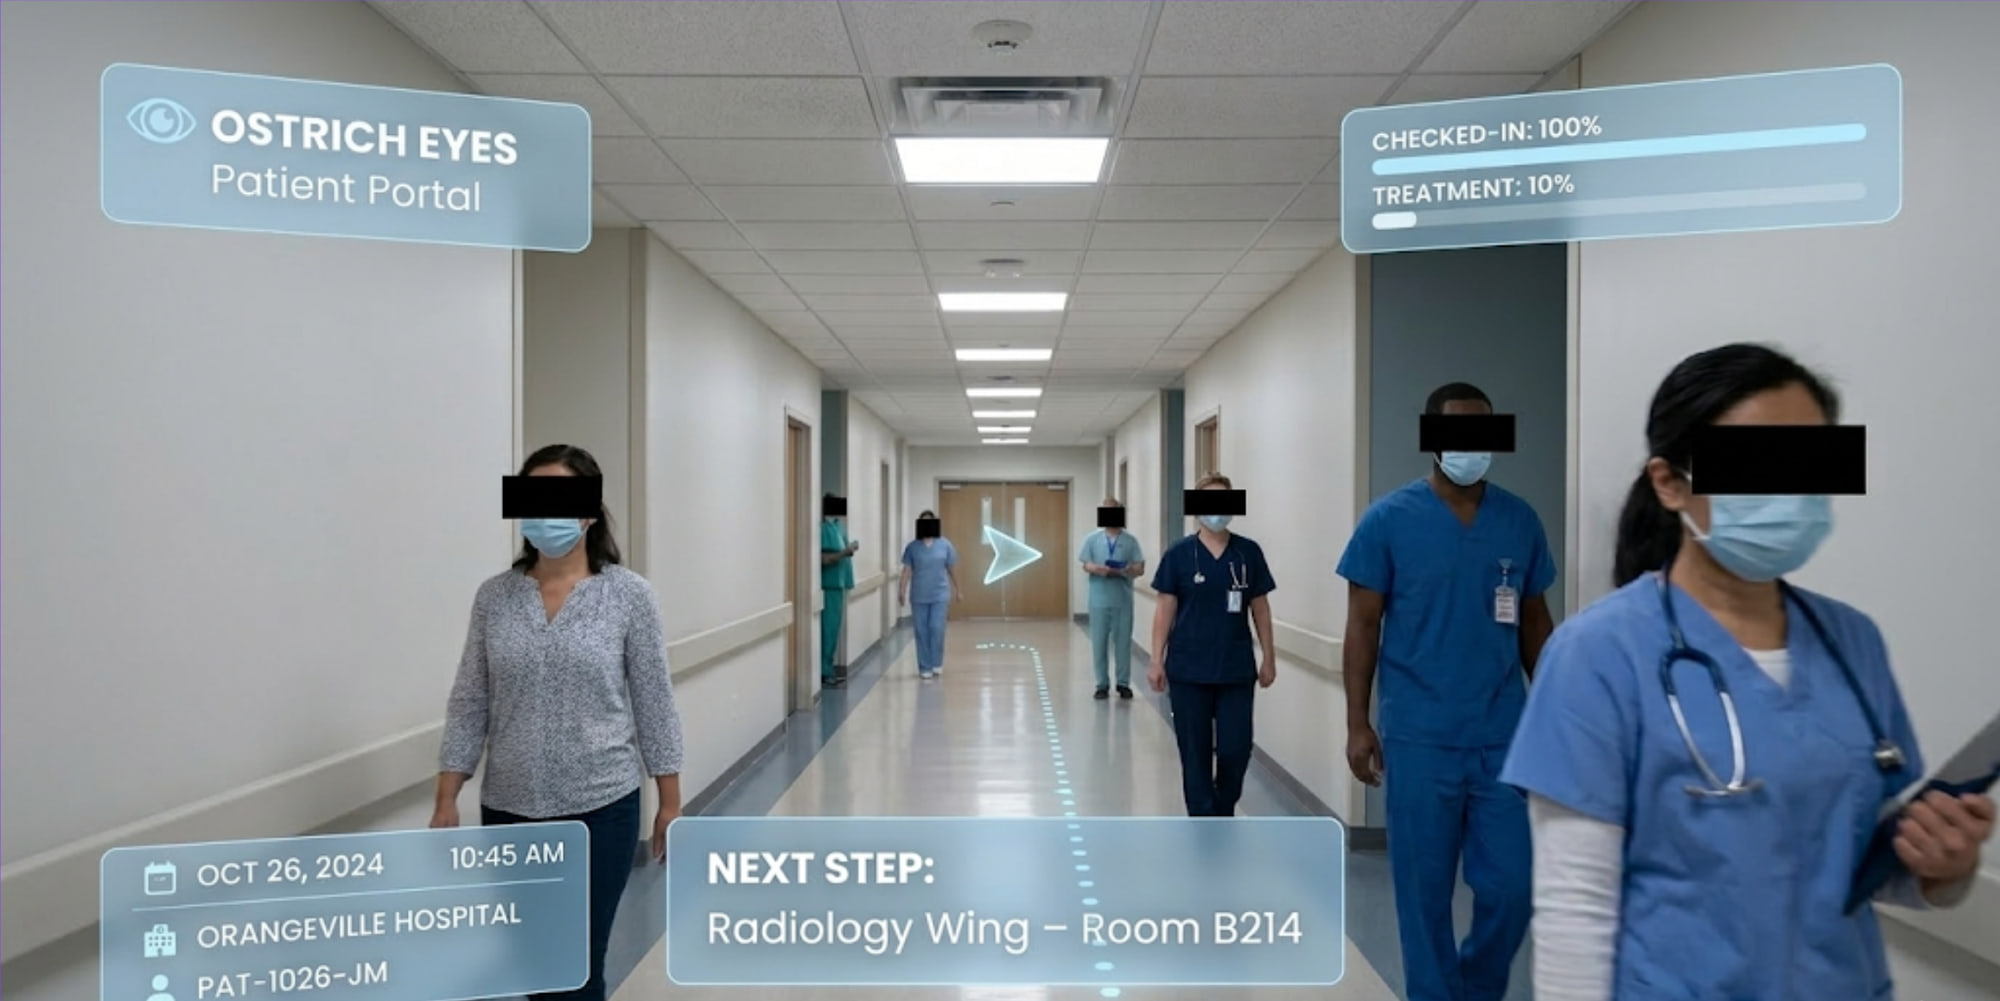 OSTRICH EYES
Patient Portal
CHECKED-IN: 100%
TREATMENT: 10%
OCT 26, 2024 10:45 AM
ORANGEVILLE HOSPITAL
PAT-1026-JM
NEXT STEP:
Radiology Wing – Room B214